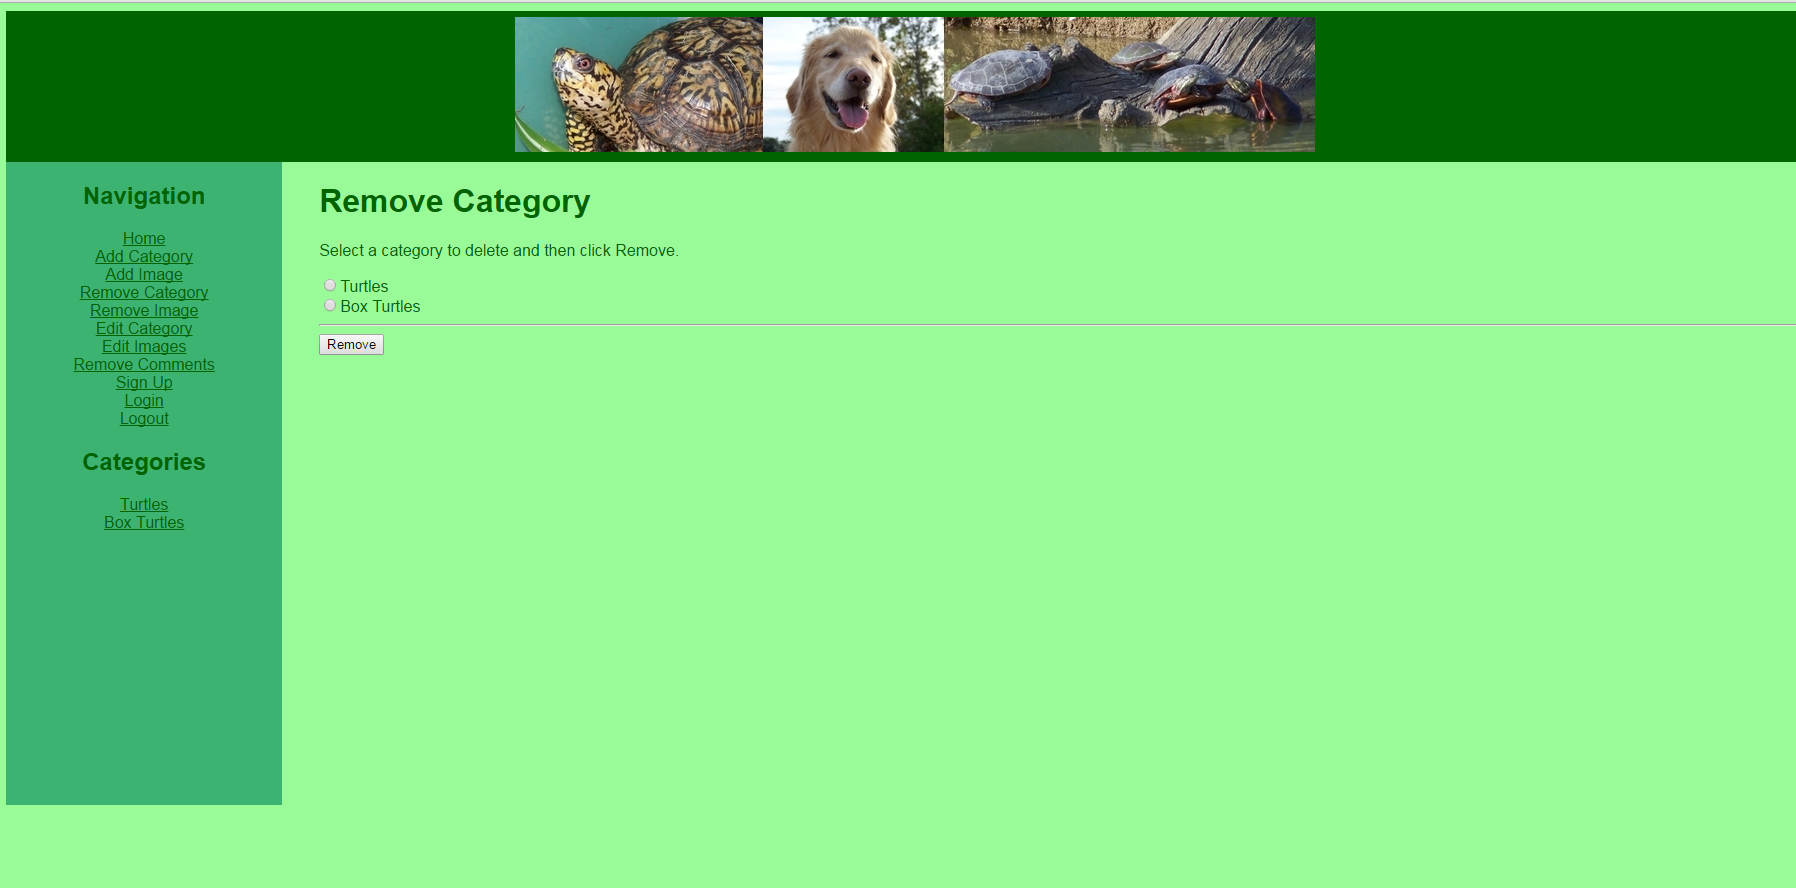 Navigation
Home
Add Category
Add Image
Remove Category
Remove Image
Edit Category
Edit Images
Remove Comments
Sign Up
Login
Logout
Categories
Turtles
Box Turtles
Remove Category
Select a category to delete and then click Remove.
Turtles
Box Turtles
Remove